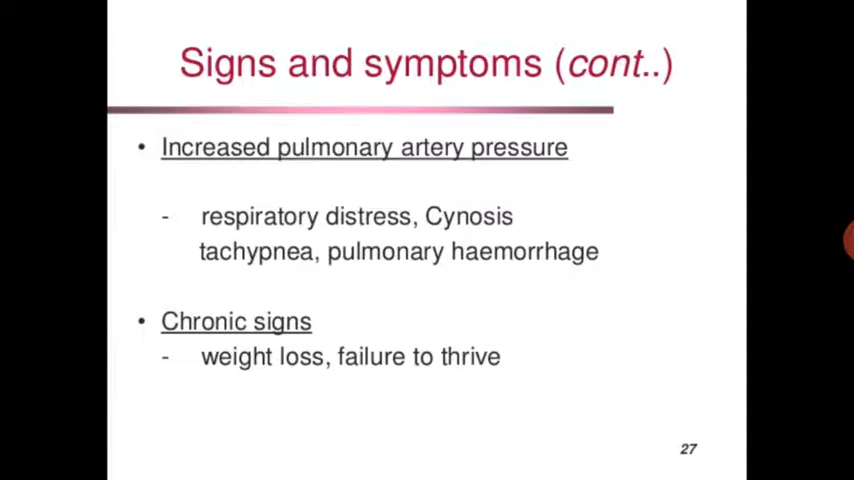 Signs and symptoms (cont..)
• Increased pulmonary artery pressure
- respiratory distress, Cynosis
tachypnea, pulmonary haemorrhage
• Chronic signs
- weight loss, failure to thrive
27